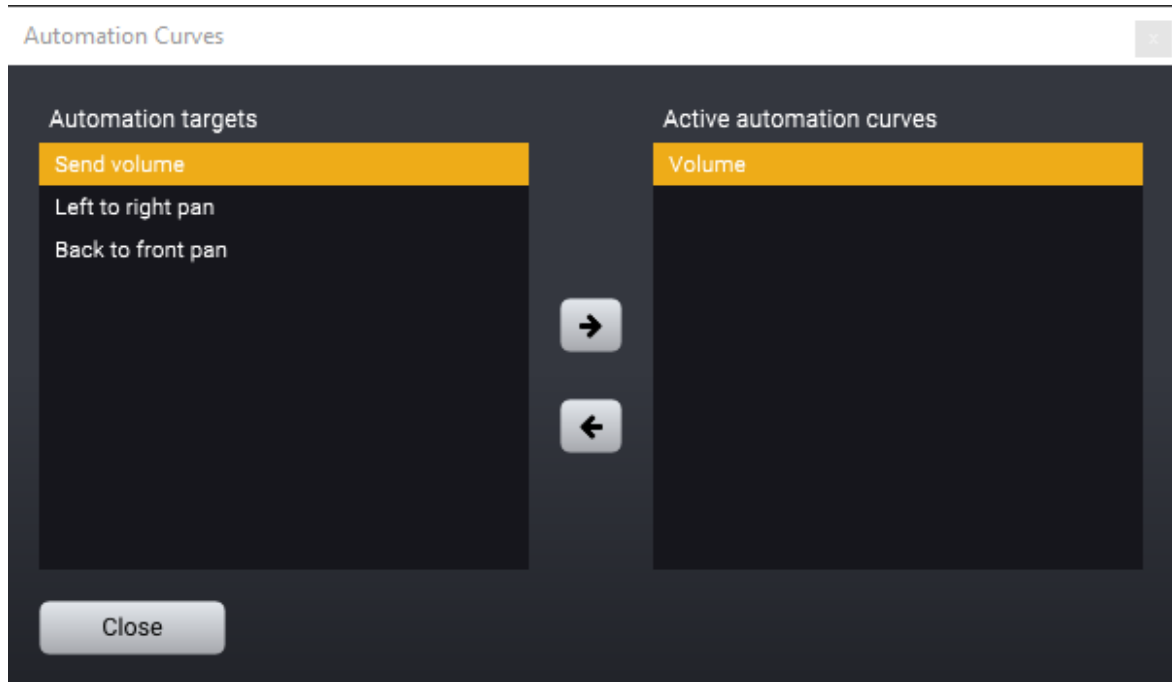 Automation Curves
x
Automation targets
Send volume
Left to right pan
Back to front pan
Active automation curves
Volume
Close